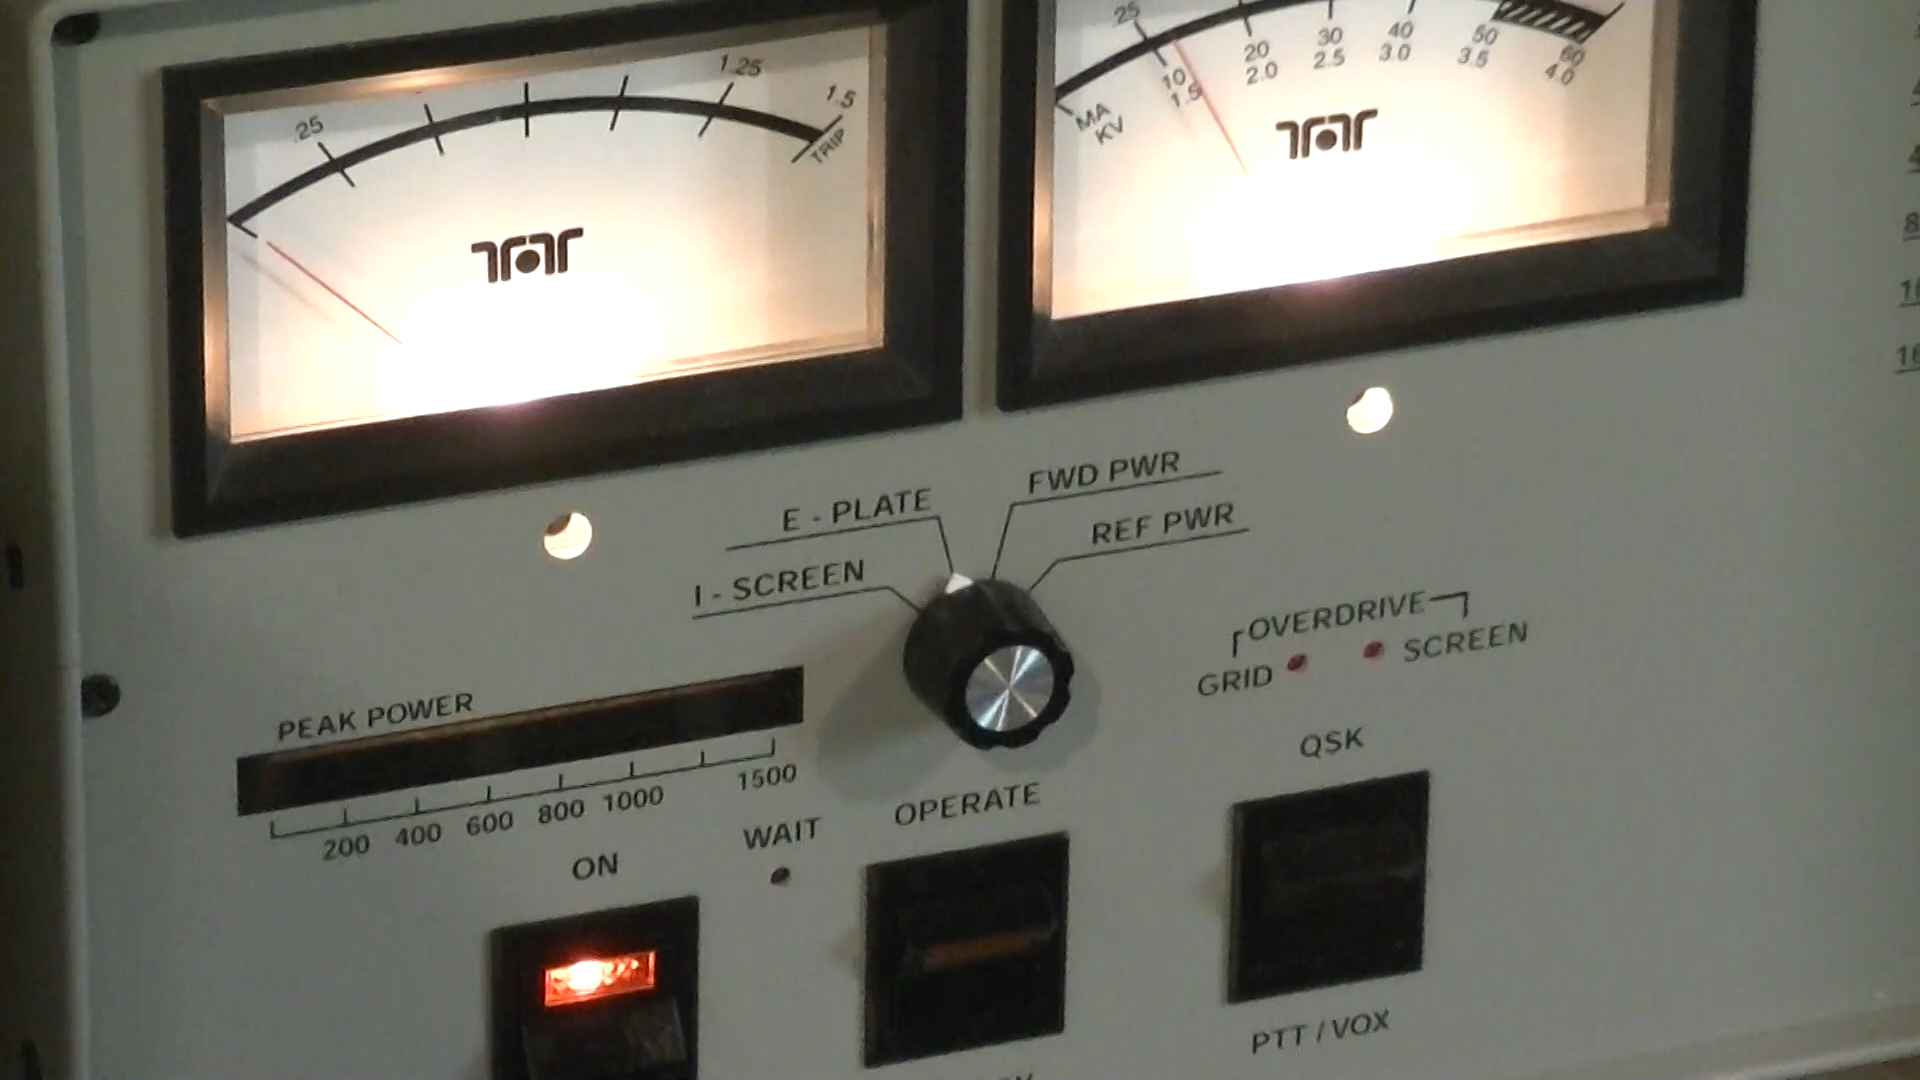 .25
1.25
1.5
TRIP
25
10
20
30
40
50
60
1.5
2.0
2.5
3.0
3.5
4.0
MA
KV
E - PLATE
FWD PWR
I - SCREEN
REF PWR
OVERDRIVE
GRID
SCREEN
PEAK POWER
200 400 600 800 1000 1500
ON
WAIT
OPERATE
QSK
PTT / VOX